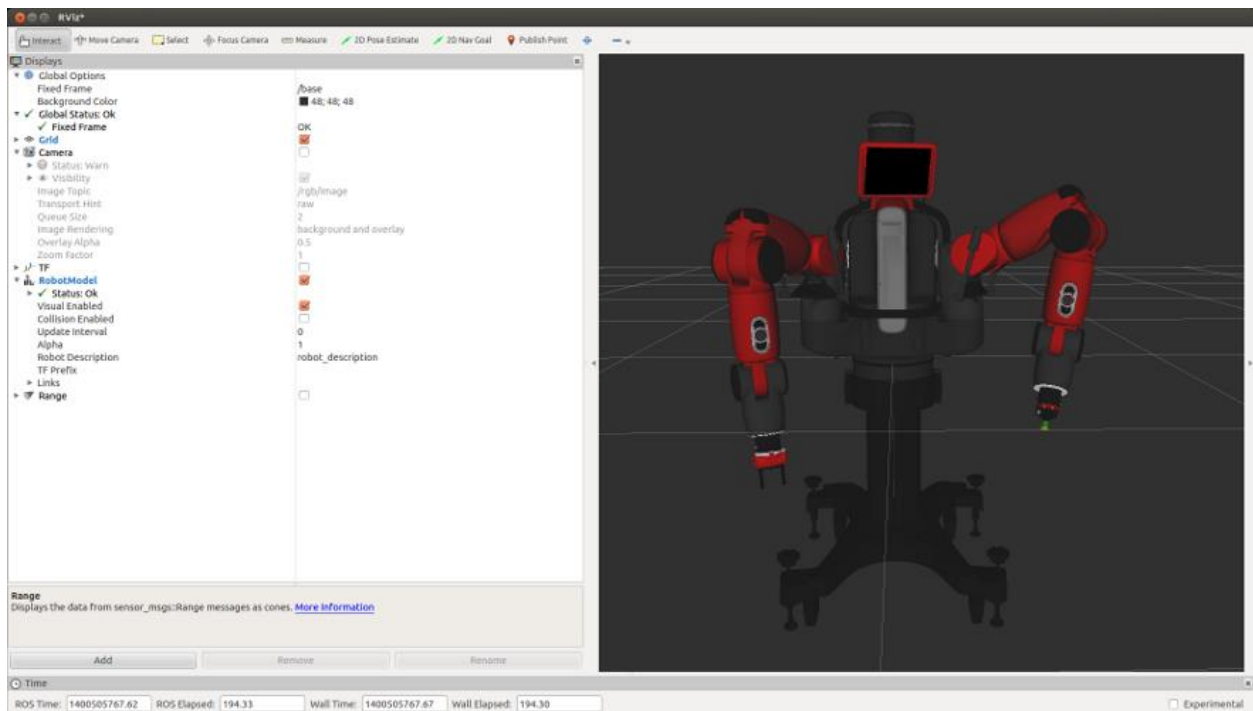 RViz*
Interact Move Camera Select Focus Camera Measure 2D Pose Estimate 2D Nav Goal Publish Point
Displays
Global Options
Fixed Frame /base
Background Color 48; 48; 48
Global Status: Ok
Fixed Frame OK
Grid
Camera
Status: Warn
Visibility
Image Topic /rgb/image
Transport Hint raw
Queue Size 2
Image Rendering background and overlay
Overlay Alpha 0.5
Zoom Factor 1
TF
RobotModel
Status: Ok
Visual Enabled
Collision Enabled
Update Interval 0
Alpha 1
Robot Description robot_description
TF Prefix
Links
Range
Range
Displays the data from sensor_msgs::Range messages as cones. More Information
Add Remove Rename
Time
ROS Time: 1400505767.62 ROS Elapsed: 194.33 Wall Time: 1400505767.67 Wall Elapsed: 194.30 Experimental